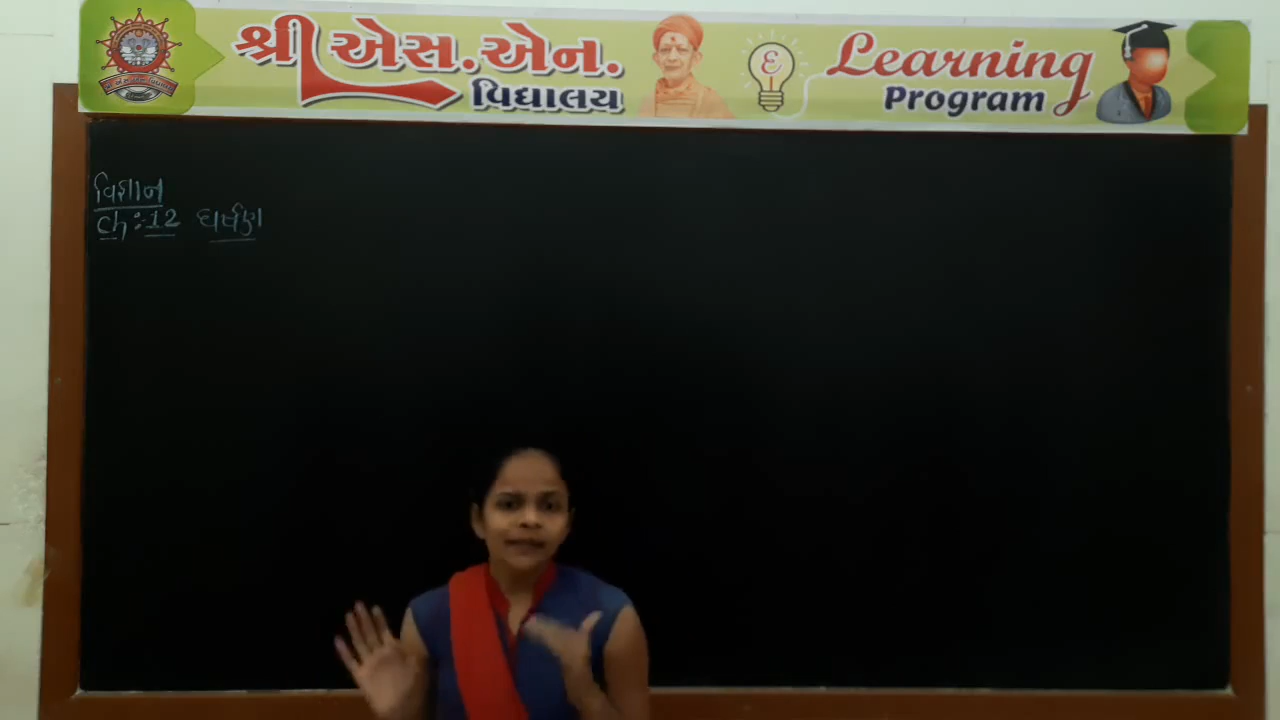 શ્રી એસ.એન.
વિદ્યાલય
Learning
Program
વિજ્ઞાન
ch :- 12 ઘર્ષણ